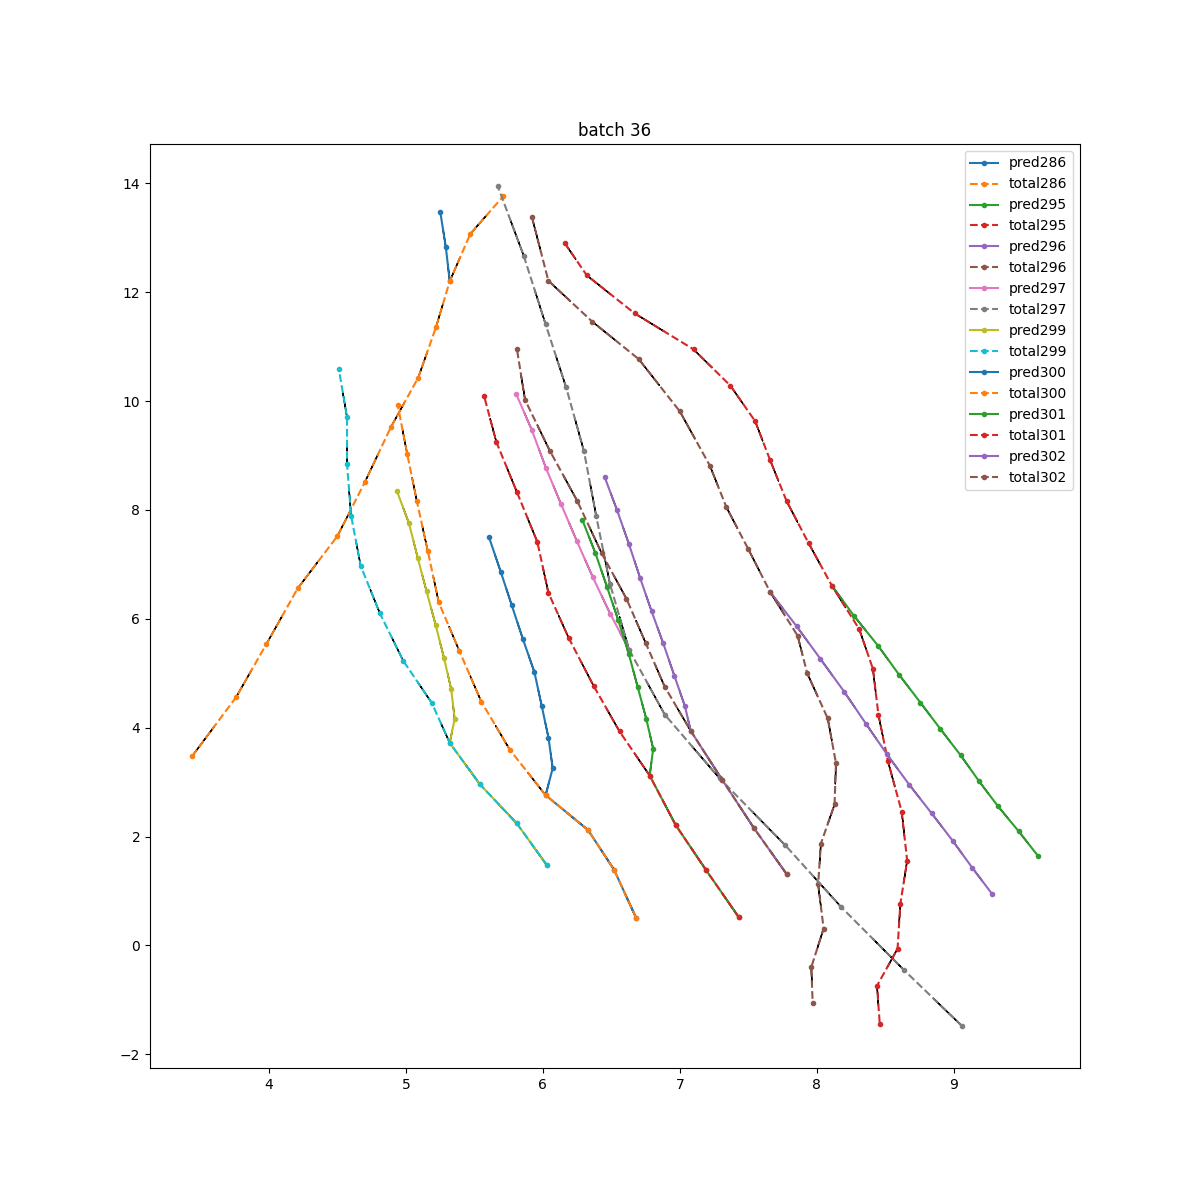 batch 36
pred286
total286
pred295
total295
pred296
total296
pred297
total297
pred299
total299
pred300
total300
pred301
total301
pred302
total302
14
12
10
8
6
4
2
0
−2
4 5 6 7 8 9